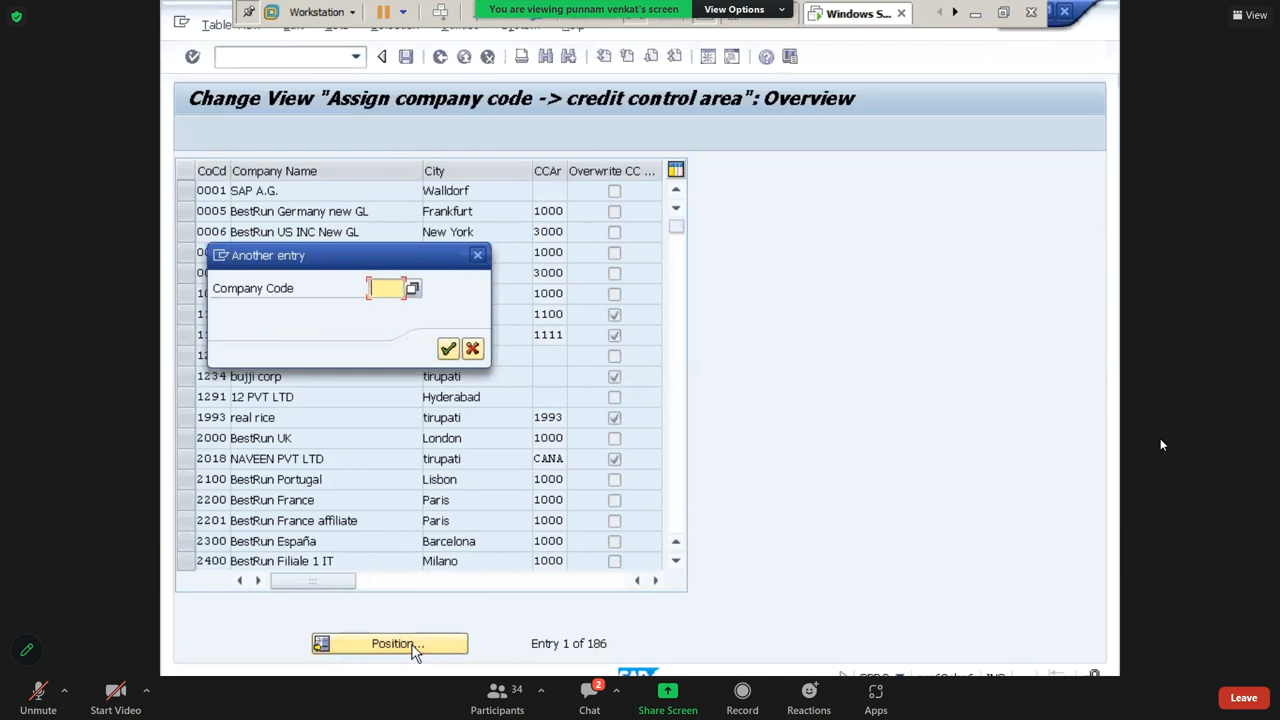 Workstation
You are viewing punnam venkat's screen
View Options
Windows S...
View
Table
Change View "Assign company code -> credit control area": Overview
CoCd Company Name City CCAr Overwrite CC ...
0001 SAP A.G. Walldorf
0005 BestRun Germany new GL Frankfurt 1000
0006 BestRun US INC New GL New York 3000
1000
3000
1000
1100
1111
Another entry
Company Code
1234 bujji corp tirupati
1291 12 PVT LTD Hyderabad
1993 real rice tirupati 1993
2000 BestRun UK London 1000
2018 NAVEEN PVT LTD tirupati CANA
2100 BestRun Portugal Lisbon 1000
2200 BestRun France Paris 1000
2201 BestRun France affiliate Paris 1000
2300 BestRun España Barcelona 1000
2400 BestRun Filiale 1 IT Milano 1000
Position...
Entry 1 of 186
SAP
Unmute
Start Video
34
Participants
2
Chat
Share Screen
Record
Reactions
Apps
Leave